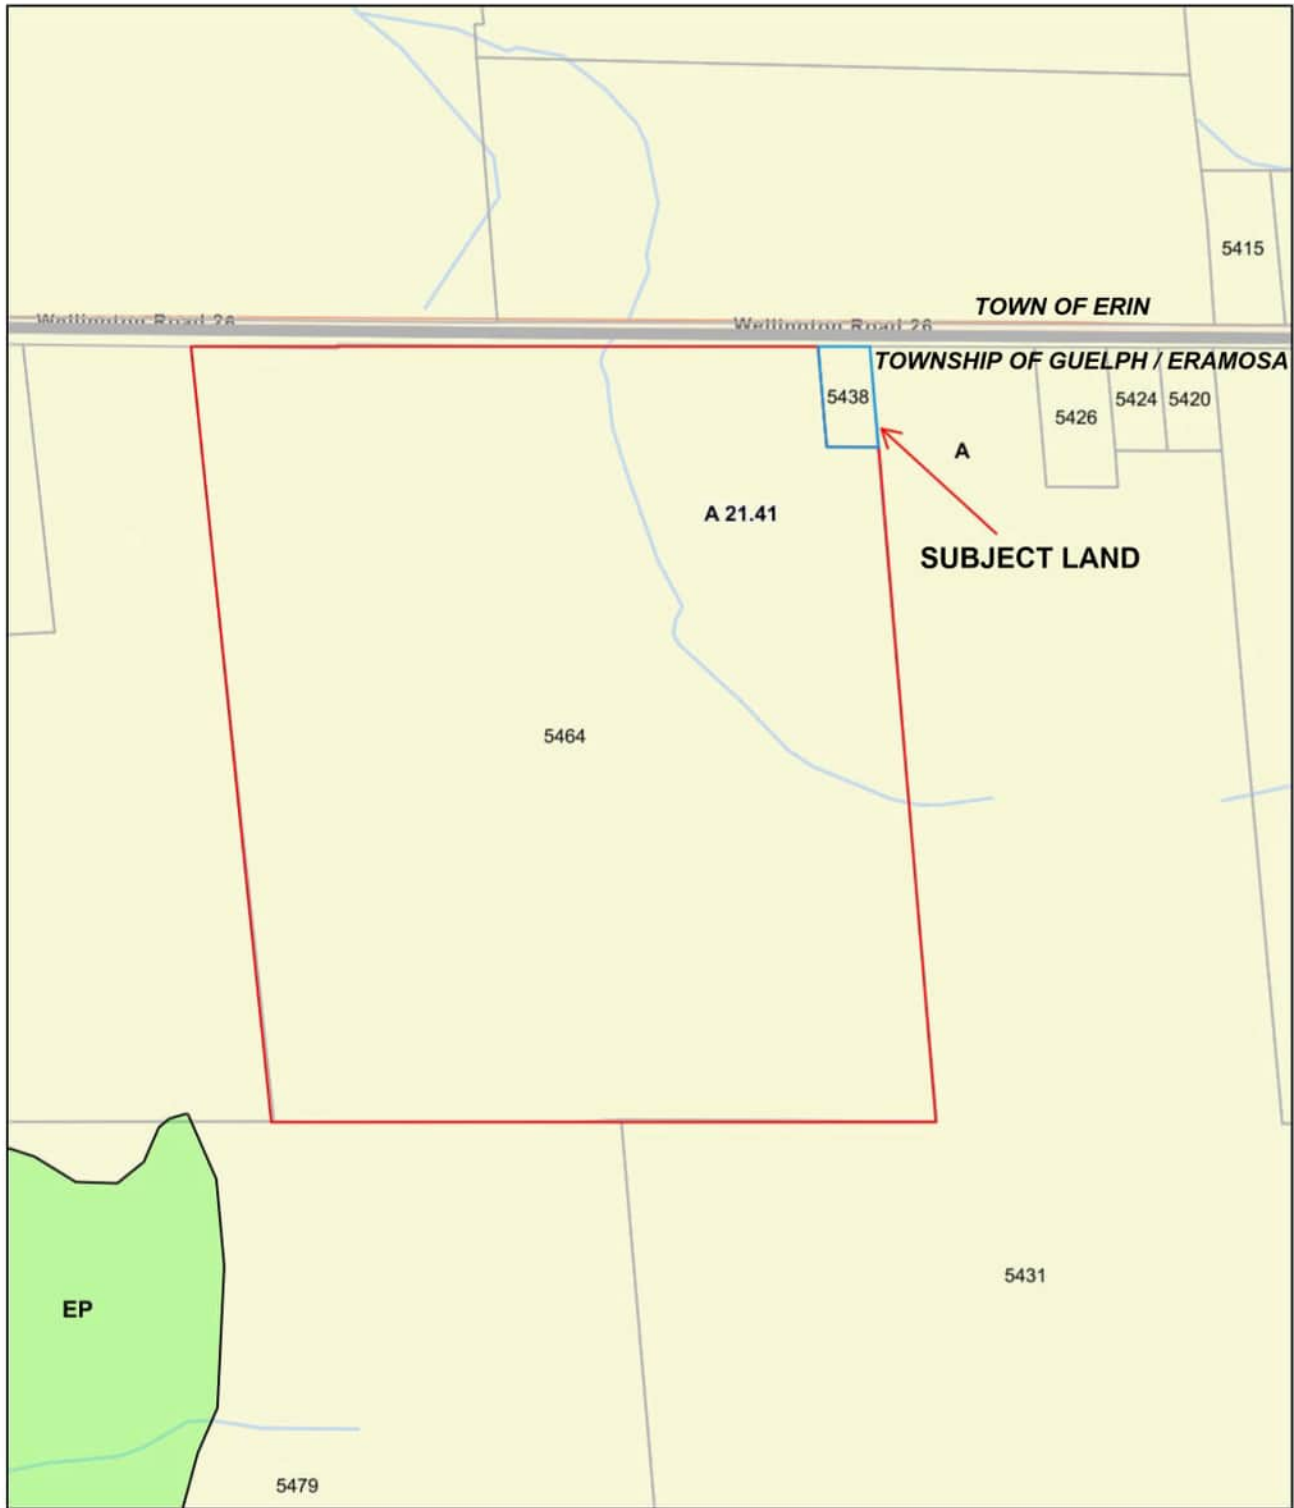 5415
TOWN OF ERIN
Wellington Road 26
Wellington Road 26
TOWNSHIP OF GUELPH / ERAMOSA
5438
5424
5420
5426
A
A 21.41
SUBJECT LAND
5464
5431
EP
5479